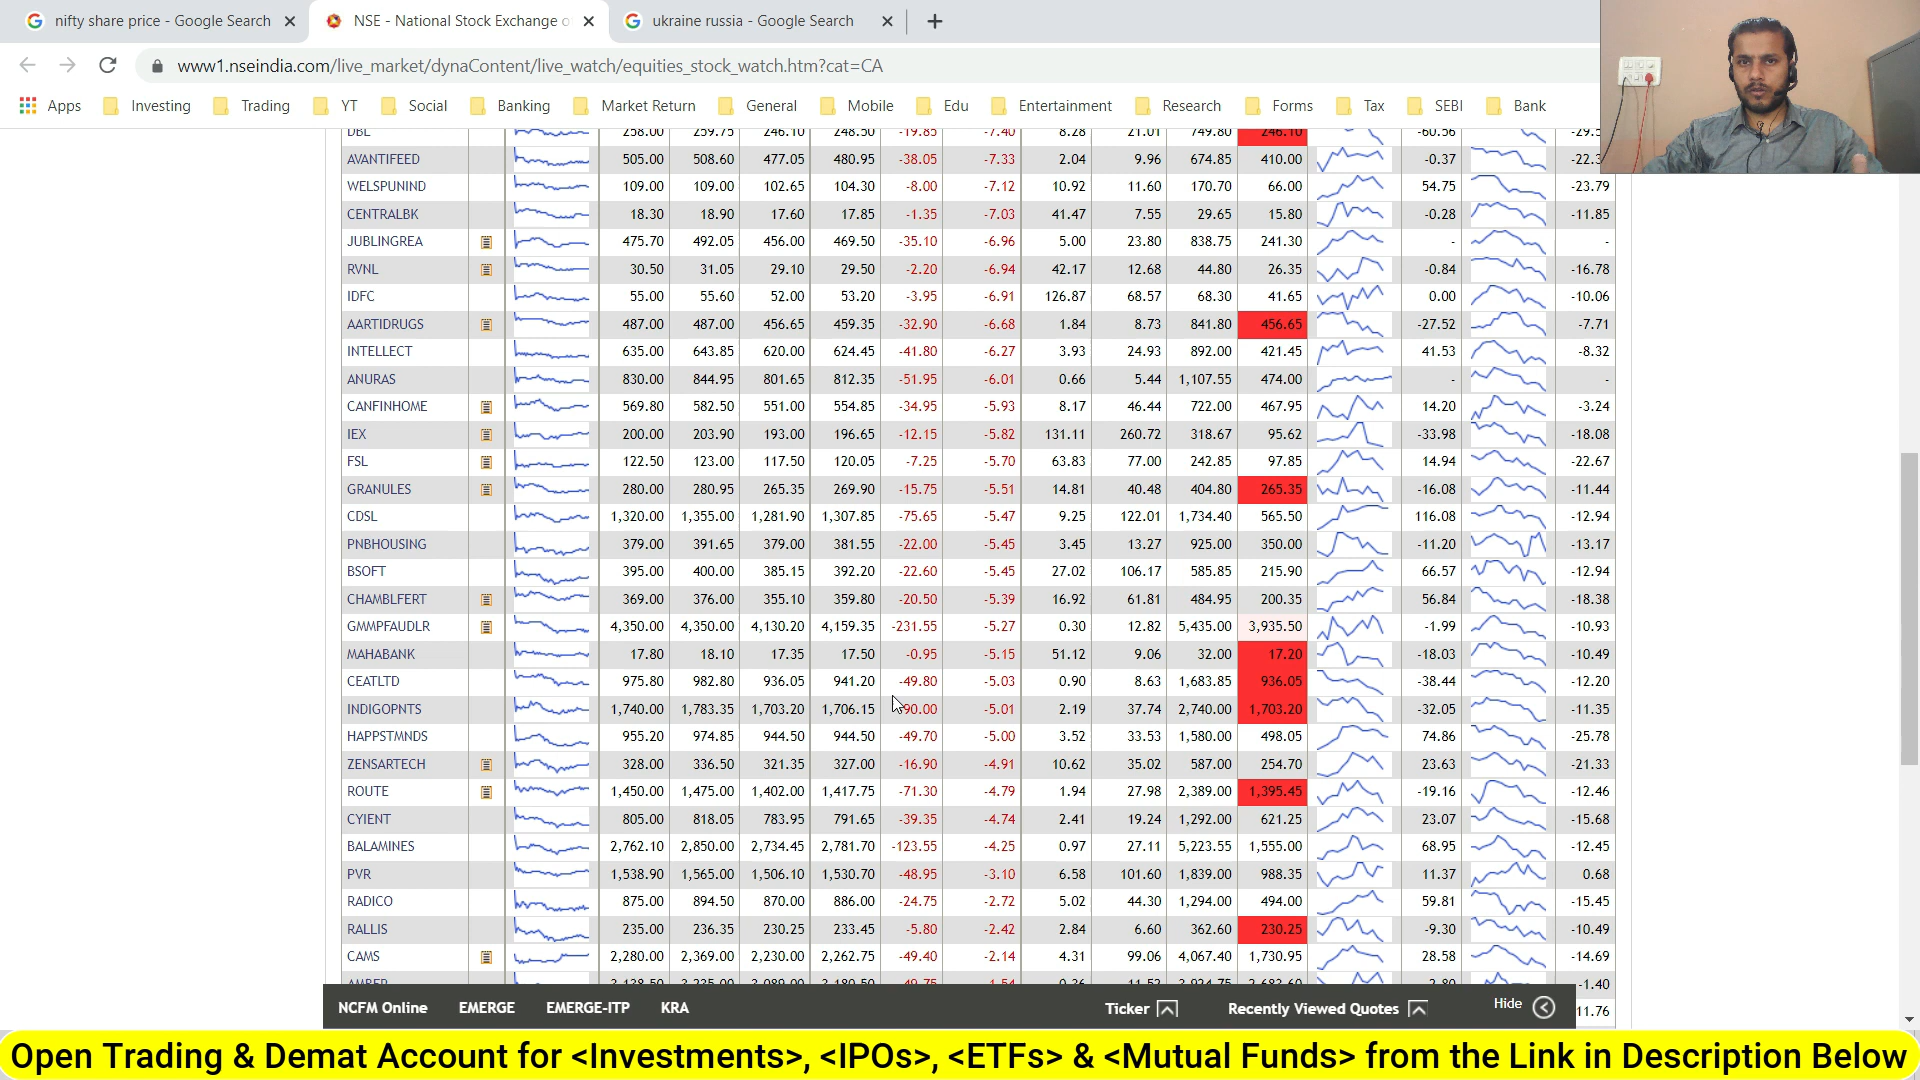 nifty share price - Google Search
NSE - National Stock Exchange o
ukraine russia - Google Search
www1.nseindia.com/live_market/dynaContent/live_watch/equities_stock_watch.htm?cat=CA
Apps Investing Trading YT Social Banking Market Return General Mobile Edu Entertainment Research Forms Tax SEBI Bank
DBL 258.00 259.75 246.10 248.50 -19.85 -7.40 8.28 21.01 749.80 246.10 -60.56
AVANTIFEED 505.00 508.60 477.05 480.95 -38.05 -7.33 2.04 9.96 674.85 410.00 -0.37
WELSPUNIND 109.00 109.00 102.65 104.30 -8.00 -7.12 10.92 11.60 170.70 66.00 54.75 -23.79
CENTRALBK 18.30 18.90 17.60 17.85 -1.35 -7.03 41.47 7.55 29.65 15.80 -0.28 -11.85
JUBLINGREA 475.70 492.05 456.00 469.50 -35.10 -6.96 5.00 23.80 838.75 241.30 - -
RVNL 30.50 31.05 29.10 29.50 -2.20 -6.94 42.17 12.68 44.80 26.35 -0.84 -16.78
IDFC 55.00 55.60 52.00 53.20 -3.95 -6.91 126.87 68.57 68.30 41.65 0.00 -10.06
AARTIDRUGS 487.00 487.00 456.65 459.35 -32.90 -6.68 1.84 8.73 841.80 456.65 -27.52 -7.71
INTELLECT 635.00 643.85 620.00 624.45 -41.80 -6.27 3.93 24.93 892.00 421.45 41.53 -8.32
ANURAS 830.00 844.95 801.65 812.35 -51.95 -6.01 0.66 5.44 1,107.55 474.00 - -
CANFINHOME 569.80 582.50 551.00 554.85 -34.95 -5.93 8.17 46.44 722.00 467.95 14.20 -3.24
IEX 200.00 203.90 193.00 196.65 -12.15 -5.82 131.11 260.72 318.67 95.62 -33.98 -18.08
FSL 122.50 123.00 117.50 120.05 -7.25 -5.70 63.83 77.00 242.85 97.85 14.94 -22.67
GRANULES 280.00 280.95 265.35 269.90 -15.75 -5.51 14.81 40.48 404.80 265.35 -16.08 -11.44
CDSL 1,320.00 1,355.00 1,281.90 1,307.85 -75.65 -5.47 9.25 122.01 1,734.40 565.50 116.08 -12.94
PNBHOUSING 379.00 391.65 379.00 381.55 -22.00 -5.45 3.45 13.27 925.00 350.00 -11.20 -13.17
BSOFT 395.00 400.00 385.15 392.20 -22.60 -5.45 27.02 106.17 585.85 215.90 66.57 -12.94
CHAMBLFERT 369.00 376.00 355.10 359.80 -20.50 -5.39 16.92 61.81 484.95 200.35 56.84 -18.38
GMMPFAUDLR 4,350.00 4,350.00 4,130.20 4,159.35 -231.55 -5.27 0.30 12.82 5,435.00 3,935.50 -1.99 -10.93
MAHABANK 17.80 18.10 17.35 17.50 -0.95 -5.15 51.12 9.06 32.00 17.20 -18.03 -10.49
CEATLTD 975.80 982.80 936.05 941.20 -49.80 -5.03 0.90 8.63 1,683.85 936.05 -38.44 -12.20
INDIGOPNTS 1,740.00 1,783.35 1,703.20 1,706.15 -90.00 -5.01 2.19 37.74 2,740.00 1,703.20 -32.05 -11.35
HAPPSTMNDS 955.20 974.85 944.50 944.50 -49.70 -5.00 3.52 33.53 1,580.00 498.05 74.86 -25.78
ZENSARTECH 328.00 336.50 321.35 327.00 -16.90 -4.91 10.62 35.02 587.00 254.70 23.63 -21.33
ROUTE 1,450.00 1,475.00 1,402.00 1,417.75 -71.30 -4.79 1.94 27.98 2,389.00 1,395.45 -19.16 -12.46
CYIENT 805.00 818.05 783.95 791.65 -39.35 -4.74 2.41 19.24 1,292.00 621.25 23.07 -15.68
BALAMINES 2,762.10 2,850.00 2,734.45 2,781.70 -123.55 -4.25 0.97 27.11 5,223.55 1,555.00 68.95 -12.45
PVR 1,538.90 1,565.00 1,506.10 1,530.70 -48.95 -3.10 6.58 101.60 1,839.00 988.35 11.37 0.68
RADICO 875.00 894.50 870.00 886.00 -24.75 -2.72 5.02 44.30 1,294.00 494.00 59.81 -15.45
RALLIS 235.00 236.35 230.25 233.45 -5.80 -2.42 2.84 6.60 362.60 230.25 -9.30 -10.49
CAMS 2,280.00 2,369.00 2,230.00 2,262.75 -49.40 -2.14 4.31 99.06 4,067.40 1,730.95 28.58 -14.69
-1.40
NCFM Online EMERGE EMERGE-ITP KRA Ticker Recently Viewed Quotes Hide
11.76
Open Trading & Demat Account for <Investments>, <IPOs>, <ETFs> & <Mutual Funds> from the Link in Description Below